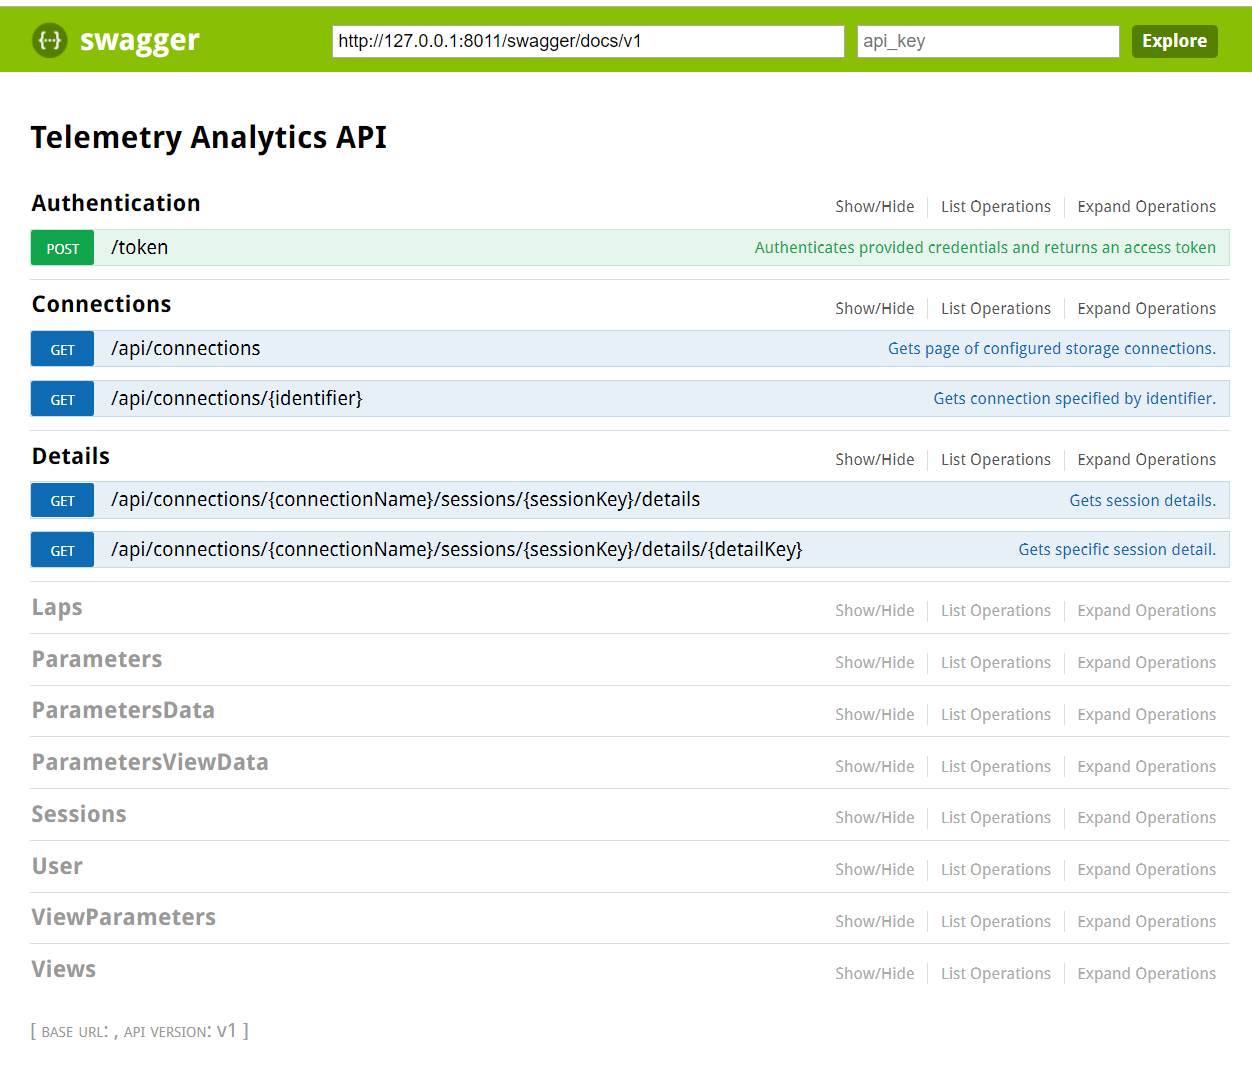 {···} swagger http://127.0.0.1:8011/swagger/docs/v1 api_key Explore
Telemetry Analytics API
Authentication Show/Hide List Operations Expand Operations
POST /token Authenticates provided credentials and returns an access token
Connections Show/Hide List Operations Expand Operations
GET /api/connections Gets page of configured storage connections.
GET /api/connections/{identifier} Gets connection specified by identifier.
Details Show/Hide List Operations Expand Operations
GET /api/connections/{connectionName}/sessions/{sessionKey}/details Gets session details.
GET /api/connections/{connectionName}/sessions/{sessionKey}/details/{detailKey} Gets specific session detail.
Laps Show/Hide List Operations Expand Operations
Parameters Show/Hide List Operations Expand Operations
ParametersData Show/Hide List Operations Expand Operations
ParametersViewData Show/Hide List Operations Expand Operations
Sessions Show/Hide List Operations Expand Operations
User Show/Hide List Operations Expand Operations
ViewParameters Show/Hide List Operations Expand Operations
Views Show/Hide List Operations Expand Operations
[ BASE URL: , API VERSION: v1 ]